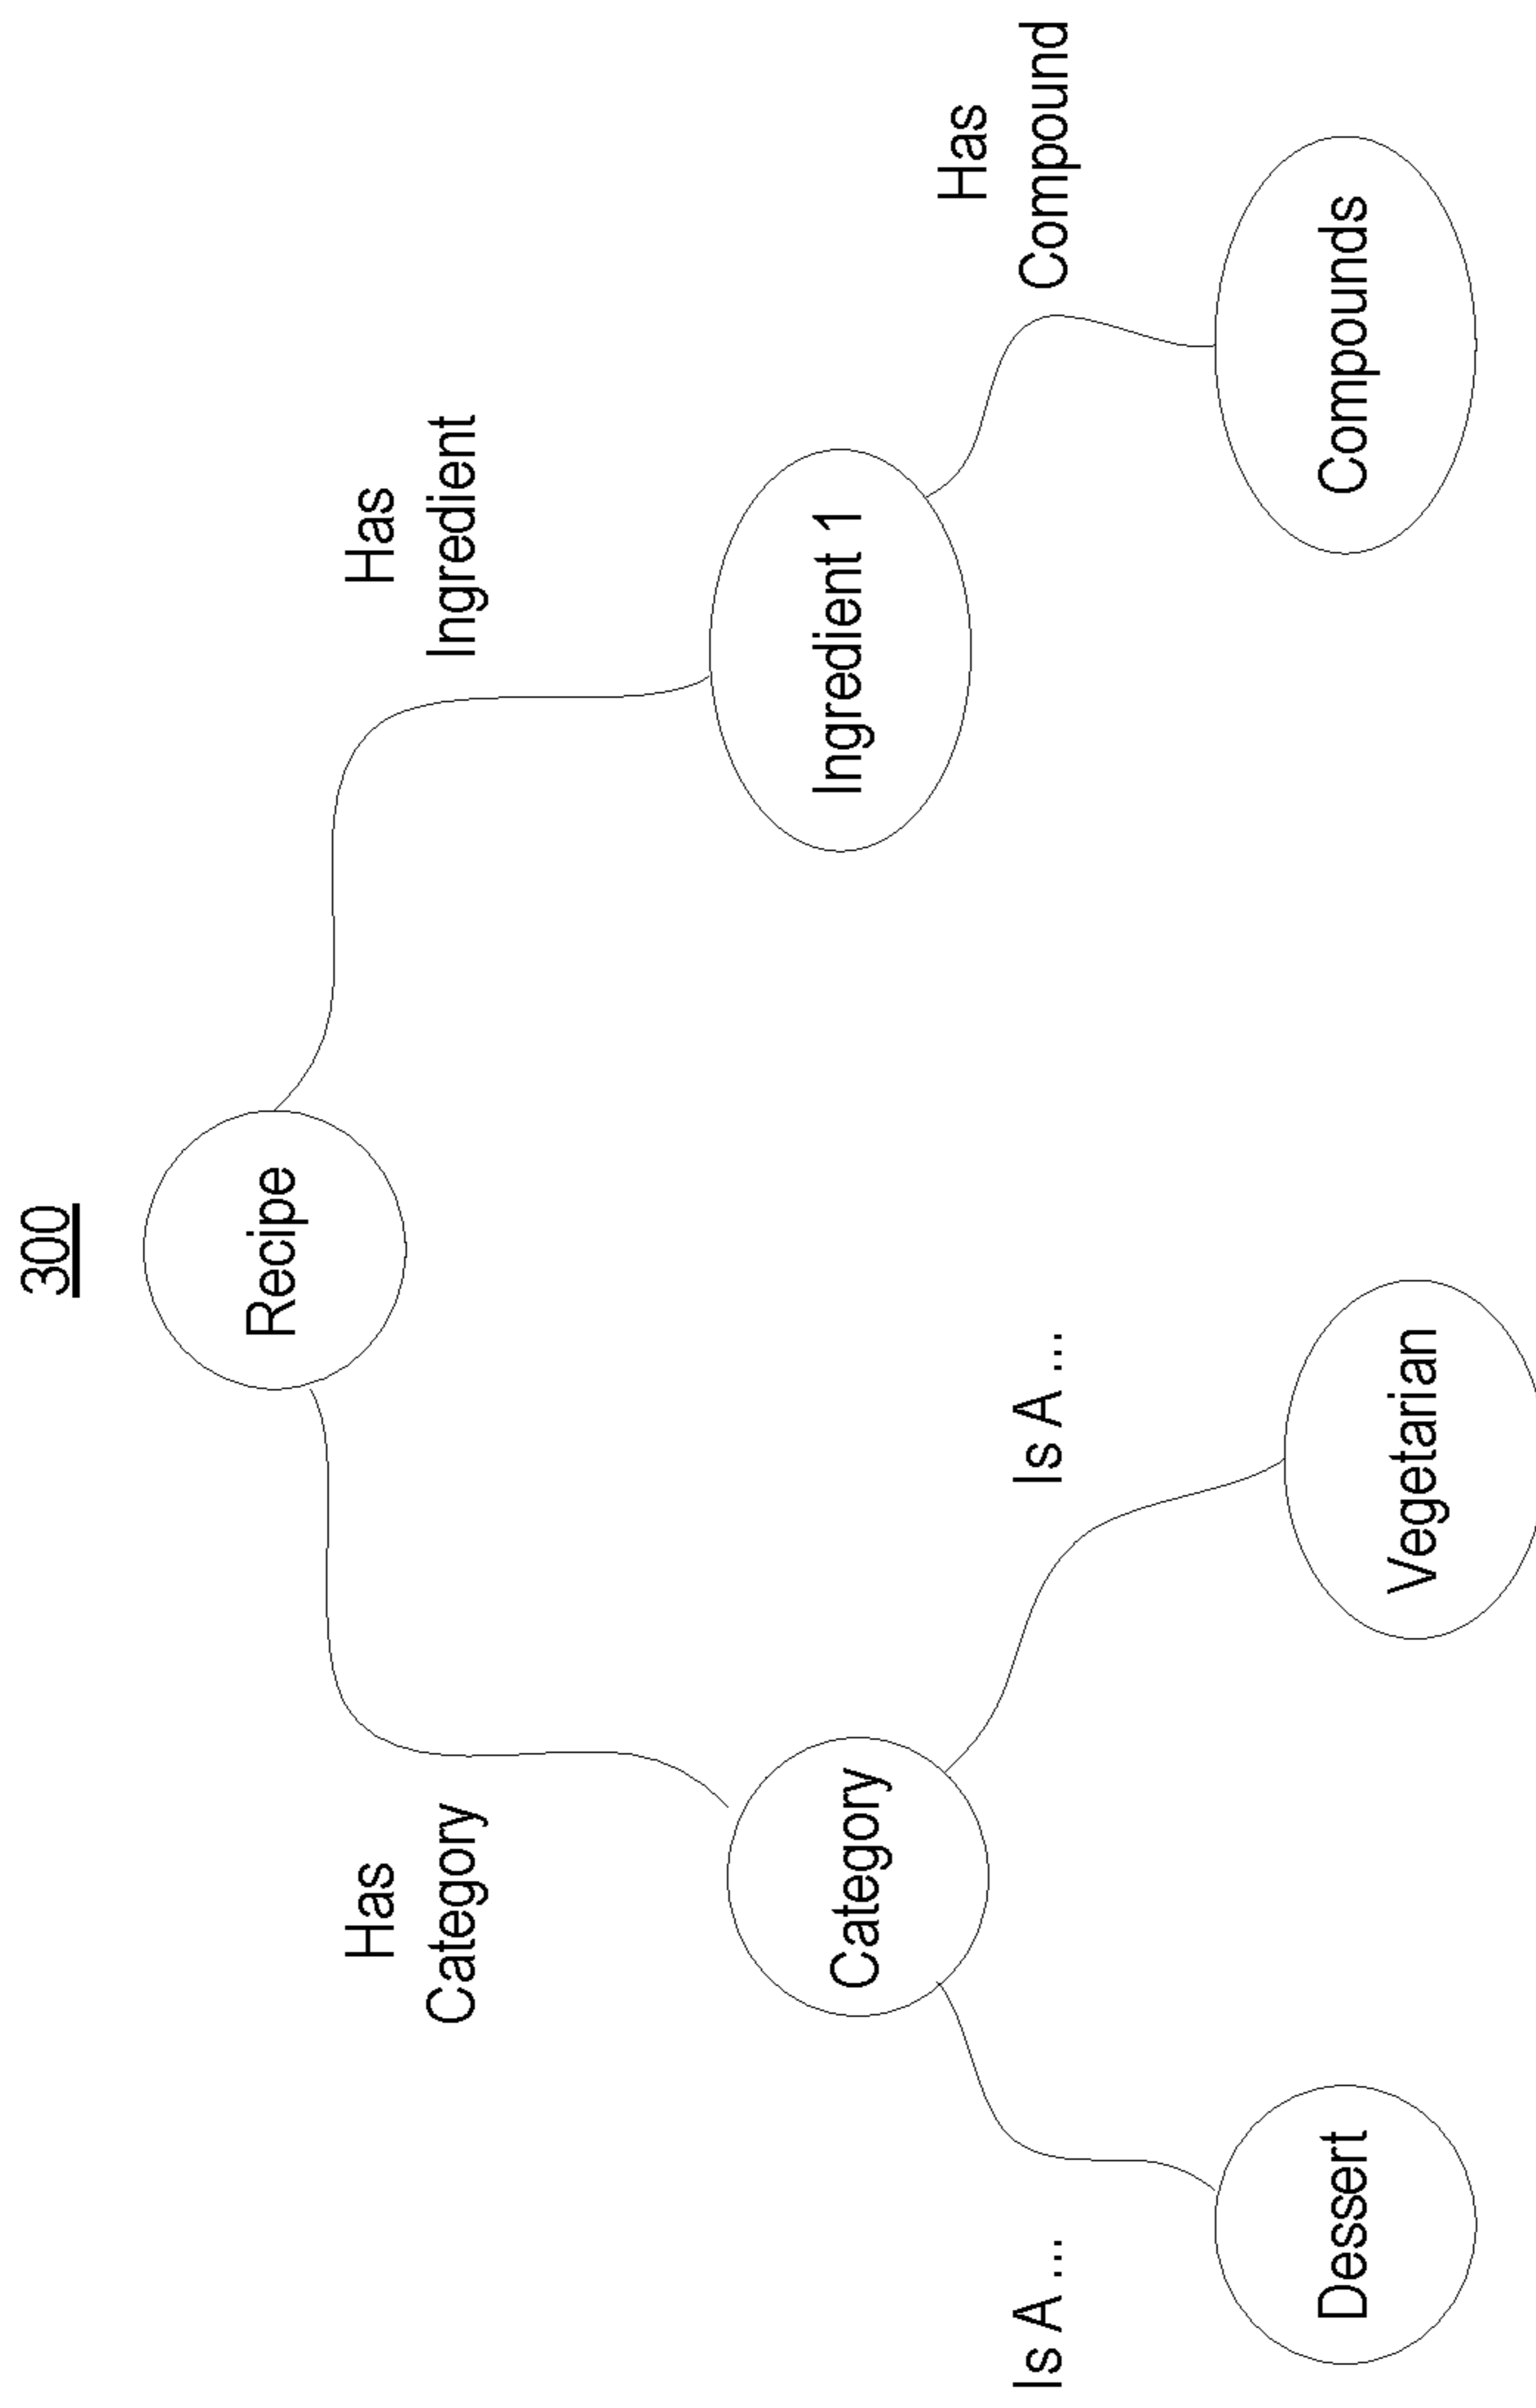 300
Recipe
Has
Category
Has
Ingredient
Category
Ingredient 1
Is A ...
Is A ...
Has
Compound
Dessert
Vegetarian
Compounds